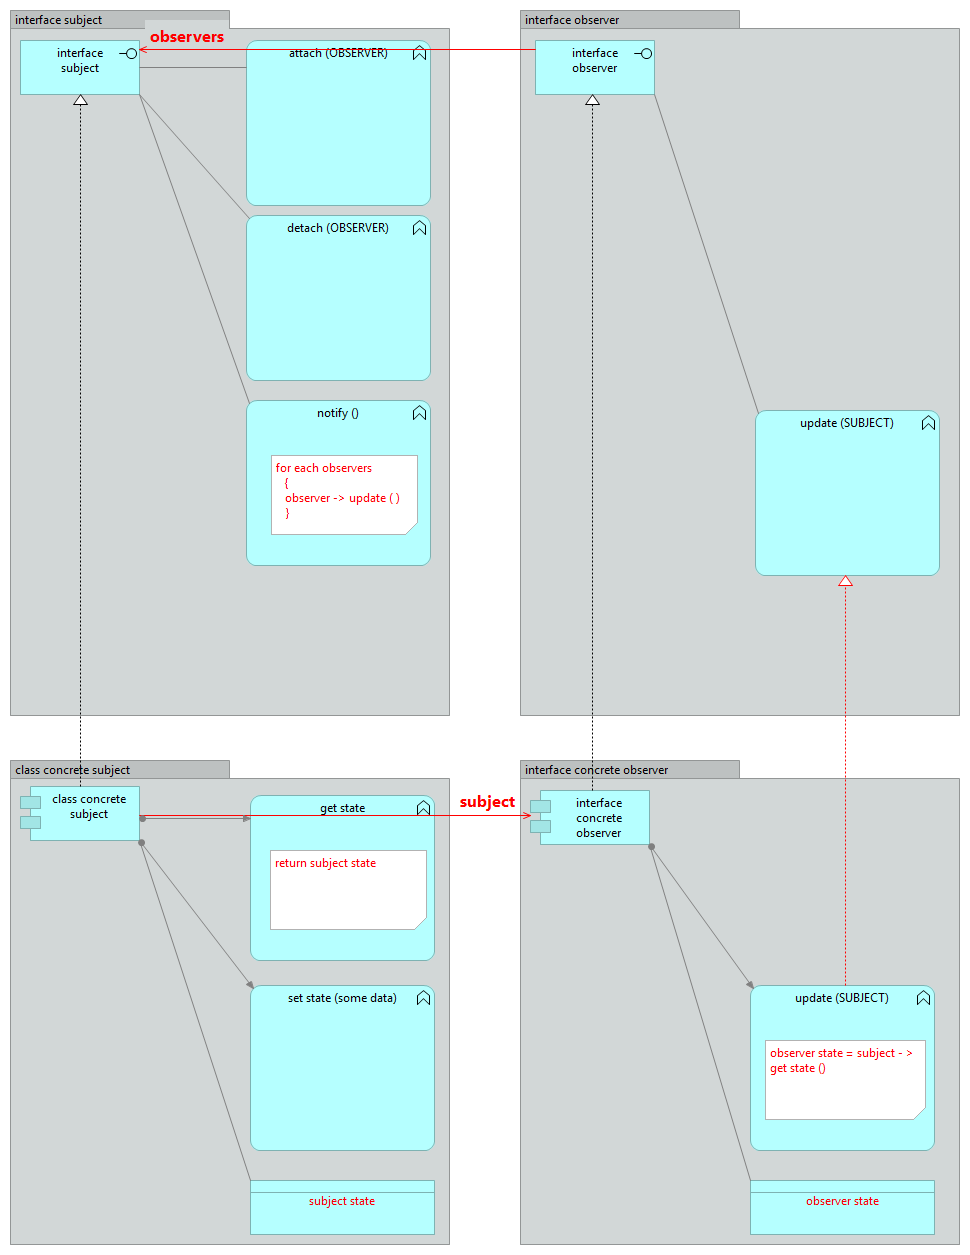 interface subject
interface observer
interface
subject
observers
attach (OBSERVER)
interface
observer
detach (OBSERVER)
notify ()
for each observers
{
observer -> update ( )
}
update (SUBJECT)
class concrete subject
interface concrete observer
class concrete
subject
get state
subject
interface
concrete
observer
return subject state
set state (some data)
update (SUBJECT)
observer state = subject - >
get state ()
subject state
observer state